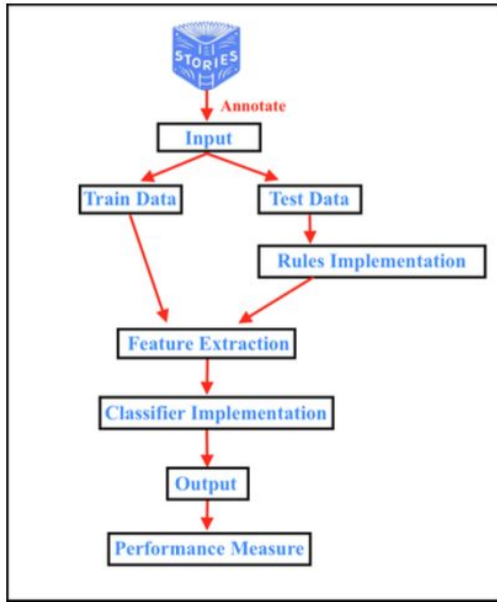 STORIES
Annotate
Input
Train Data
Test Data
Rules Implementation
Feature Extraction
Classifier Implementation
Output
Performance Measure